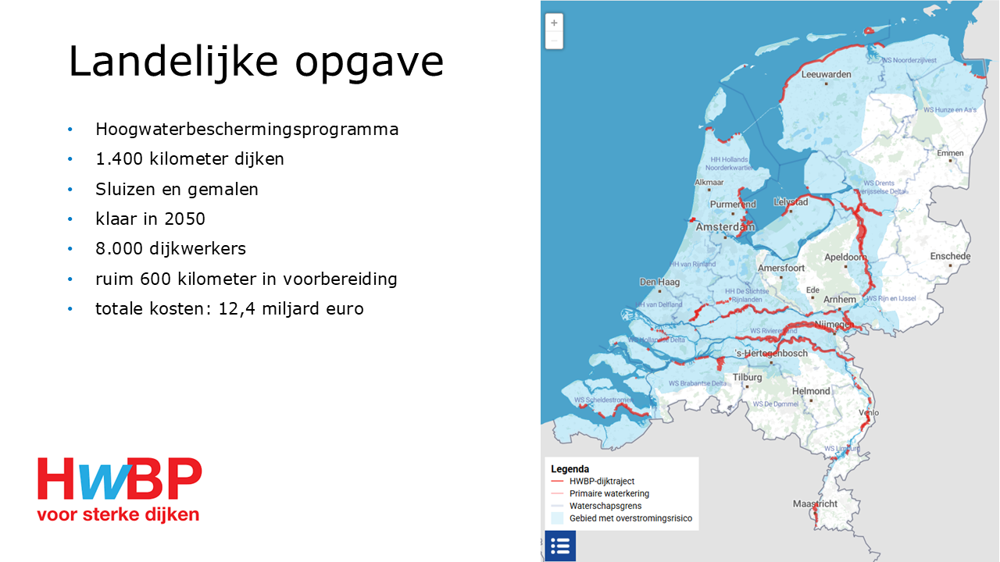 Landelijke opgave
• Hoogwaterbeschermingsprogramma
• 1.400 kilometer dijken
• Sluizen en gemalen
• klaar in 2050
• 8.000 dijkwerkers
• ruim 600 kilometer in voorbereiding
• totale kosten: 12,4 miljard euro
HwBP
voor sterke dijken
+
WS Noorderzijlvest
Leeuwarden
WS Hunze en Aa's
Emmen
HH Hollands
Noorderkwartier
Alkmaar
WS Drents
Overijsselse Delta
Purmerend
Lelystad
Amsterdam
Apeldoorn
Enschede
HH van Rijnland
Amersfoort
Den Haag
Ede
HH De Stichtse
Rijnlanden
Arnhem
WS Rijn en IJssel
HH van Delfland
Nijmegen
WS Rivierenland
WS Hollandse Delta
's-Hertogenbosch
Tilburg
WS Brabantse Delta
Helmond
WS Scheldestromen
WS De Dommel
Venlo
WS Limburg
Maastricht
Legenda
HWBP-dijktraject
Primaire waterkering
Waterschapsgrens
Gebied met overstromingsrisico